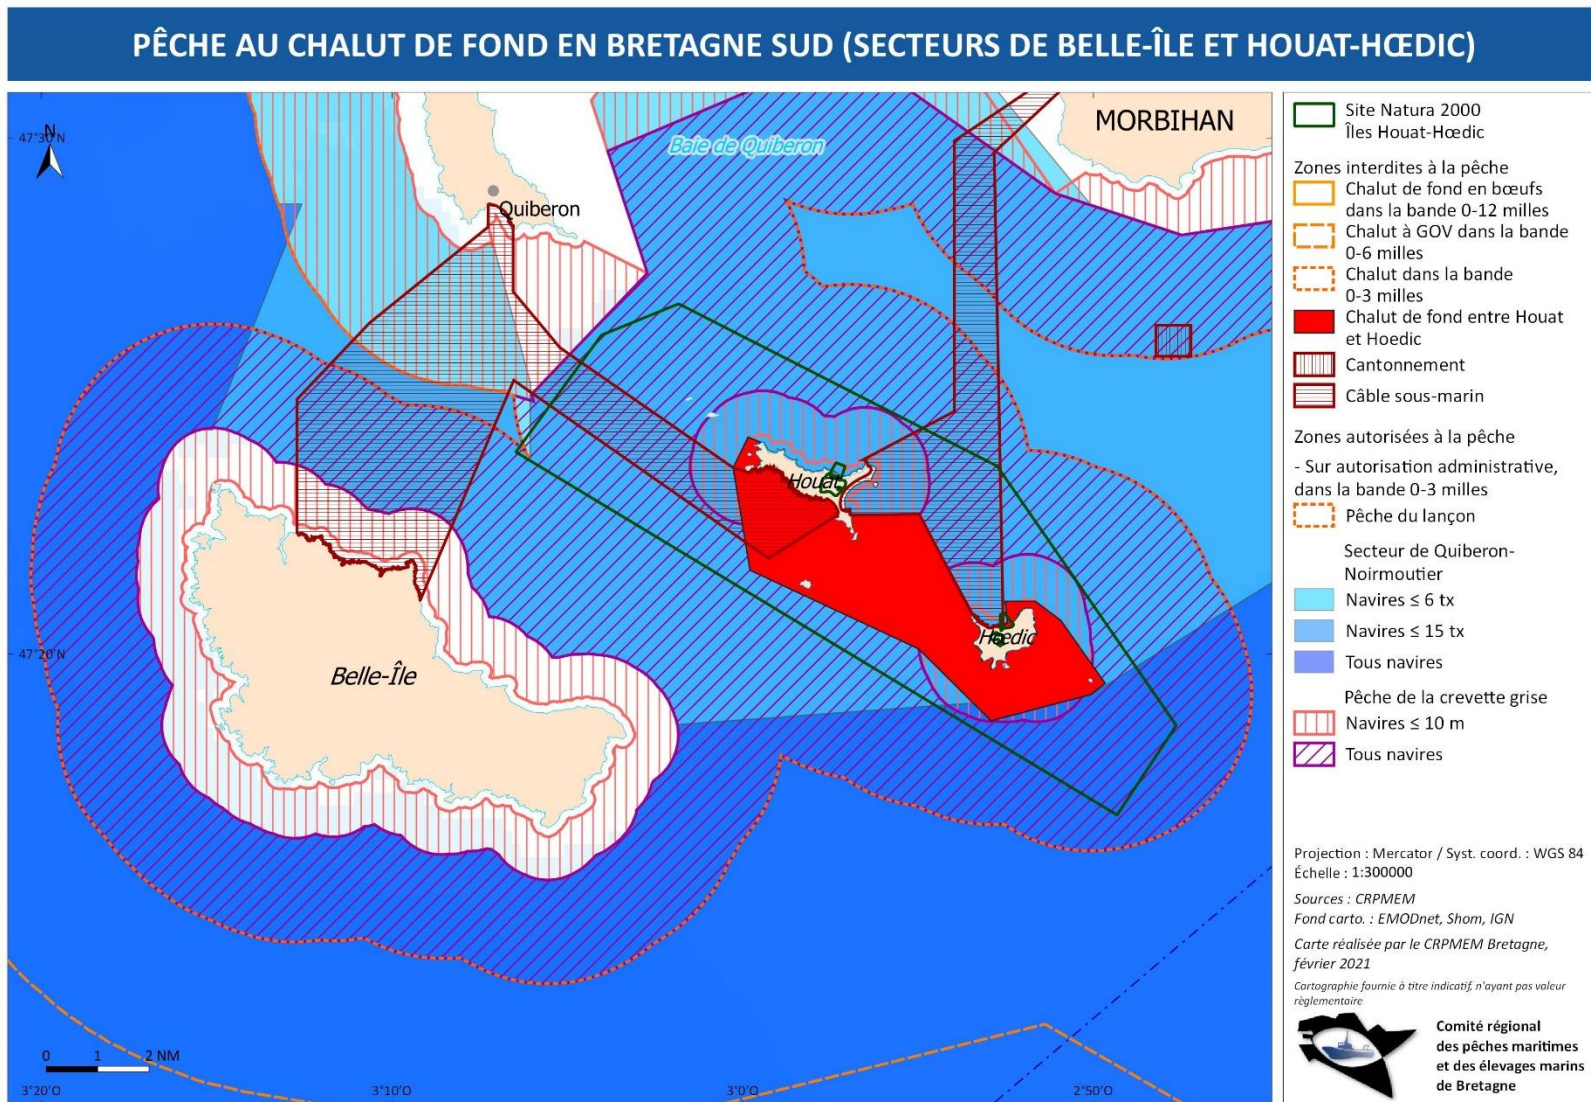 PÊCHE AU CHALUT DE FOND EN BRETAGNE SUD (SECTEURS DE BELLE-ÎLE ET HOUAT-HŒDIC)
47°30'N
N
Baie de Quiberon
MORBIHAN
Quiberon
Houat
Hœdic
47°20'N
Belle-Île
0 1 2 NM
3°20'O
3°10'O
3°0'O
2°50'O
Site Natura 2000
Îles Houat-Hœdic
Zones interdites à la pêche
Chalut de fond en bœufs
dans la bande 0-12 milles
Chalut à GOV dans la bande
0-6 milles
Chalut dans la bande
0-3 milles
Chalut de fond entre Houat
et Hoedic
Cantonnement
Câble sous-marin
Zones autorisées à la pêche
- Sur autorisation administrative,
dans la bande 0-3 milles
Pêche du lançon
Secteur de Quiberon-
Noirmoutier
Navires ≤ 6 tx
Navires ≤ 15 tx
Tous navires
Pêche de la crevette grise
Navires ≤ 10 m
Tous navires
Projection : Mercator / Syst. coord. : WGS 84
Échelle : 1:300000
Sources : CRPMEM
Fond carto. : EMODnet, Shom, IGN
Carte réalisée par le CRPMEM Bretagne,
février 2021
Cartographie fournie à titre indicatif, n'ayant pas valeur
règlementaire
Comité régional
des pêches maritimes
et des élevages marins
de Bretagne